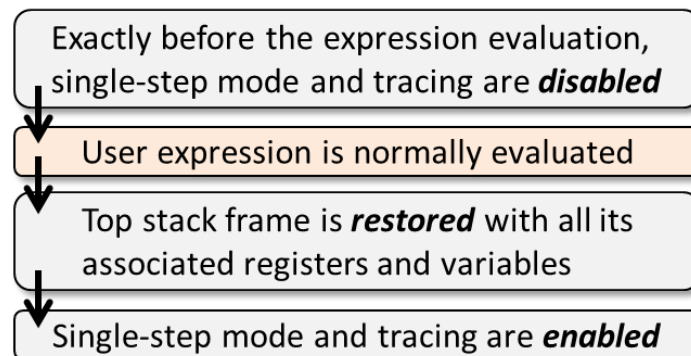 Exactly before the expression evaluation,
single-step mode and tracing are disabled
User expression is normally evaluated
Top stack frame is restored with all its
associated registers and variables
Single-step mode and tracing are enabled